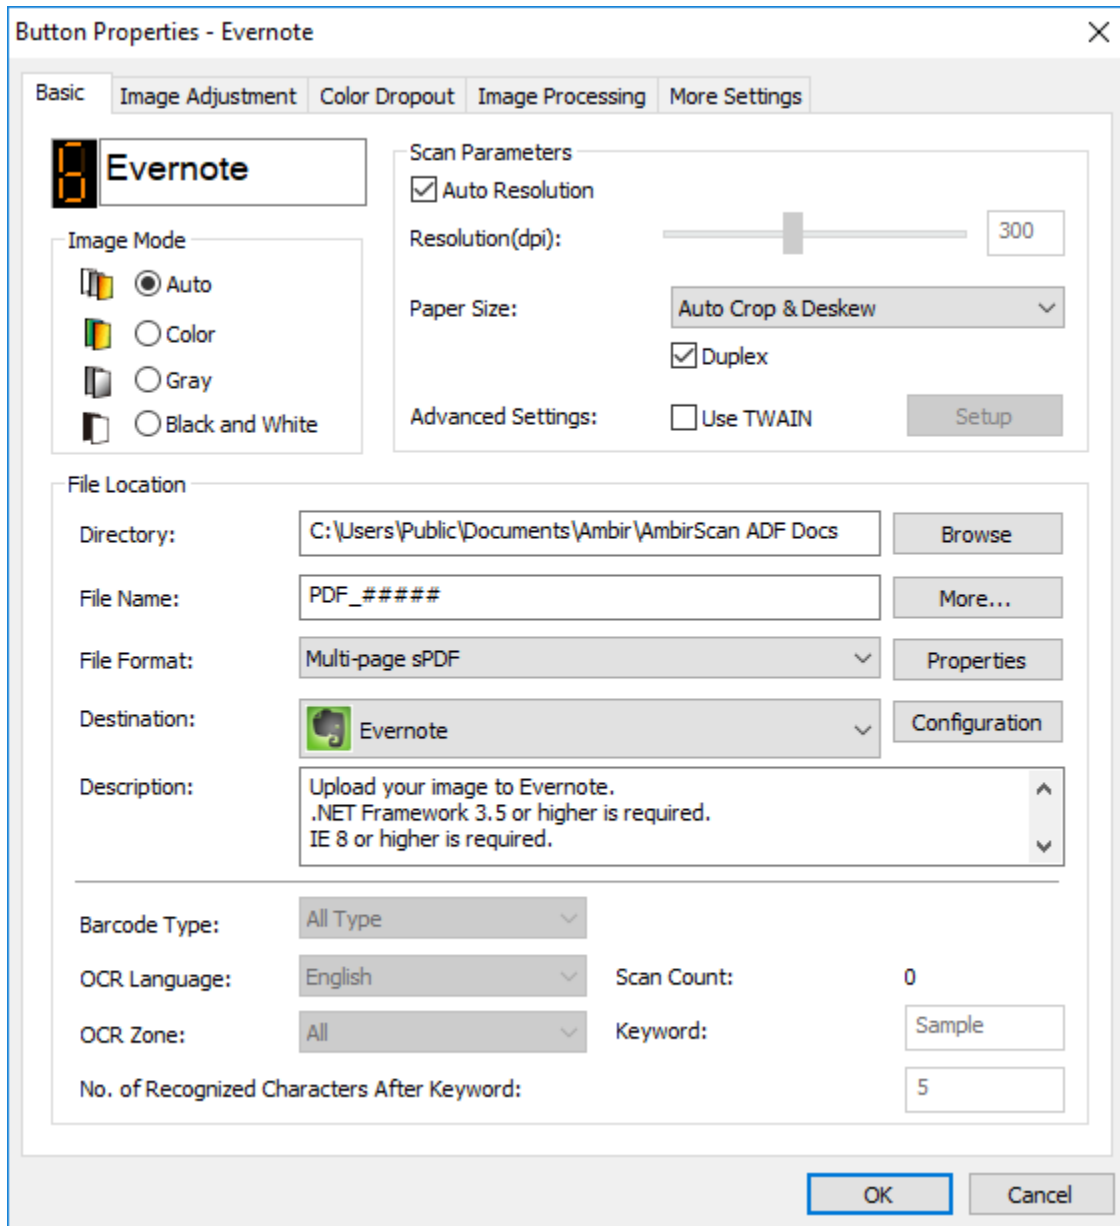 Button Properties - Evernote
Basic
Image Adjustment
Color Dropout
Image Processing
More Settings
Evernote
Image Mode
Auto
Color
Gray
Black and White
Scan Parameters
Auto Resolution
Resolution(dpi):
300
Paper Size:
Auto Crop & Deskew
Duplex
Advanced Settings:
Use TWAIN
Setup
File Location
Directory:
C:\Users\Public\Documents\Ambir\AmbirScan ADF Docs
Browse
File Name:
PDF_#####
More...
File Format:
Multi-page sPDF
Properties
Destination:
Evernote
Configuration
Description:
Upload your image to Evernote.
.NET Framework 3.5 or higher is required.
IE 8 or higher is required.
Barcode Type:
All Type
OCR Language:
English
Scan Count:
0
OCR Zone:
All
Keyword:
Sample
No. of Recognized Characters After Keyword:
5
OK
Cancel